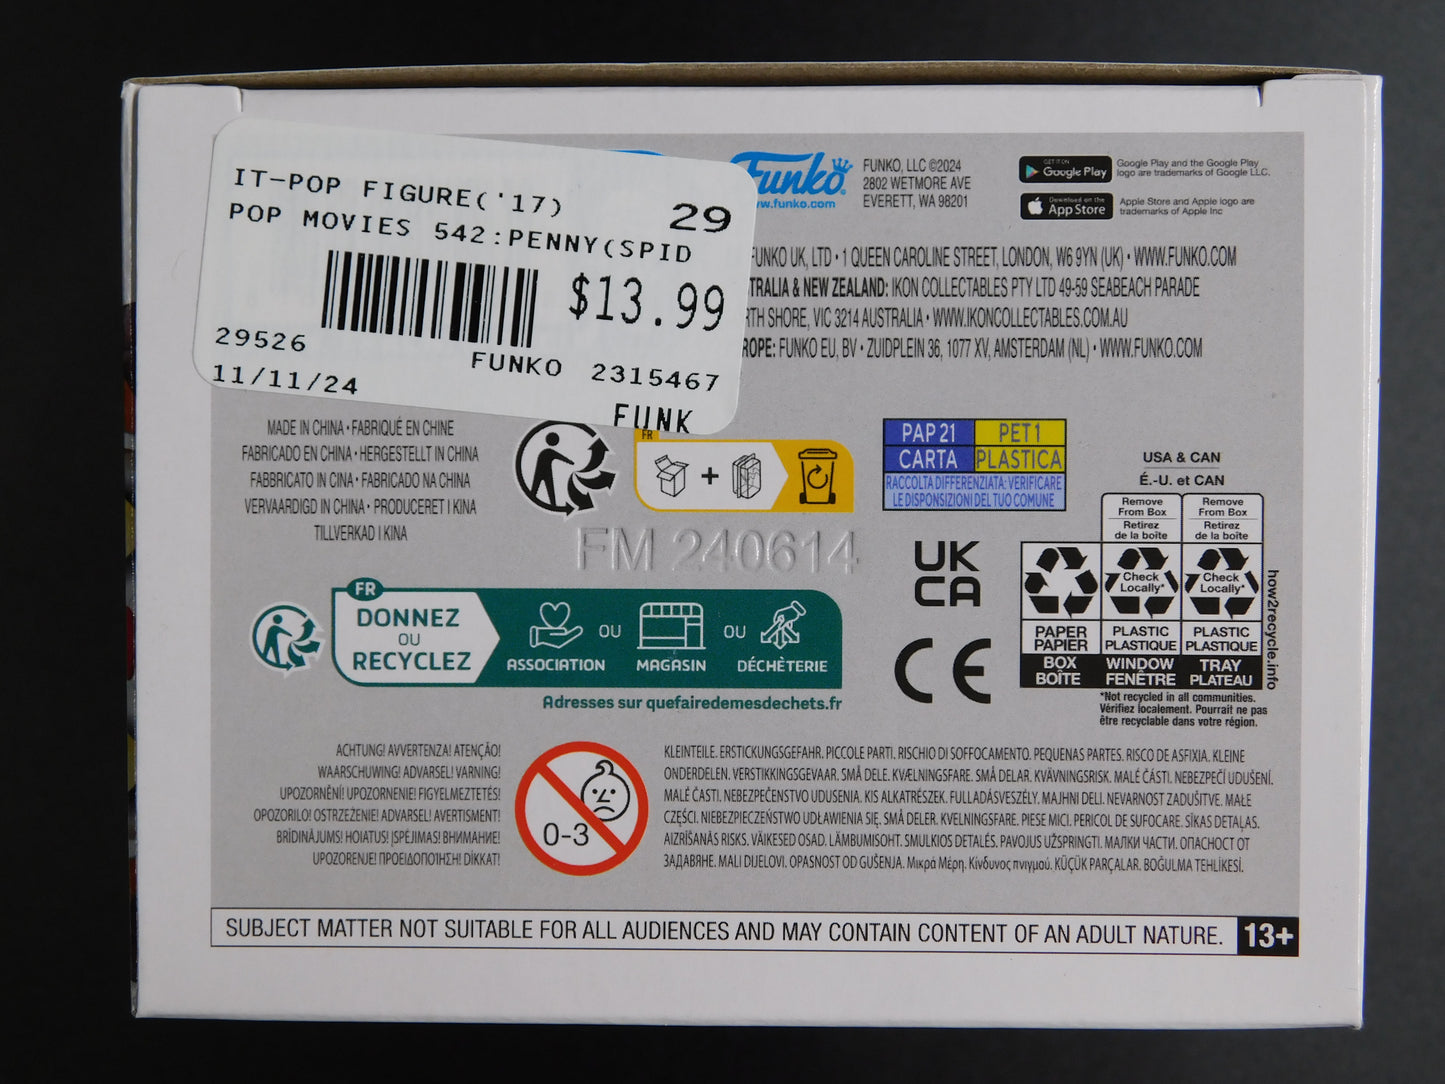 IT-POP FIGURE('17)
29
POP MOVIES 542:PENNY(SPID
$13.99
29526
FUNKO 2315467
11/11/24
FUNK
Funko
www.funko.com
FUNKO, LLC ©2024
2802 WETMORE AVE
EVERETT, WA 98201
GET IT ON
Google Play
Google Play and the Google Play
logo are trademarks of Google LLC.
Download on the
App Store
Apple Store and Apple logo are
trademarks of Apple Inc
FUNKO UK, LTD • 1 QUEEN CAROLINE STREET, LONDON, W6 9YN (UK) • WWW.FUNKO.COM
TRALIA & NEW ZEALAND: IKON COLLECTABLES PTY LTD 49-59 SEABEACH PARADE
RTH SHORE, VIC 3214 AUSTRALIA • WWW.IKONCOLLECTABLES.COM.AU
ROPE: FUNKO EU, BV • ZUIDPLEIN 36, 1077 XV, AMSTERDAM (NL) • WWW.FUNKO.COM
MADE IN CHINA • FABRIQUÉ EN CHINE
FABRICADO EN CHINA • HERGESTELLT IN CHINA
FABBRICATO IN CINA • FABRICADO NA CHINA
VERVAARDIGD IN CHINA • PRODUCERET I KINA
TILLVERKAD I KINA
FR
+
PAP 21 PET 1
CARTA PLASTICA
RACCOLTA DIFFERENZIATA: VERIFICARE
LE DISPONSIZIONI DEL TUO COMUNE
FM 240614
USA & CAN
É.-U. et CAN
Remove
From Box
Retirez
de la boîte
Remove
From Box
Retirez
de la boîte
Check
Locally*
Check
Locally*
PAPER
PAPIER
PLASTIC
PLASTIQUE
PLASTIC
PLASTIQUE
BOX
BOÎTE
WINDOW
FENÊTRE
TRAY
PLATEAU
how2recycle.info
*Not recycled in all communities.
Vérifiez localement. Pourrait ne pas
être recyclable dans votre région.
UK
CA
CE
FR
DONNEZ
OU
RECYCLEZ
ASSOCIATION
OU
MAGASIN
OU
DÉCHÈTERIE
Adresses sur quefairedemesdechets.fr
ACHTUNG! AVVERTENZA! ATENÇÃO!
WAARSCHUWING! ADVARSEL! VARNING!
UPOZORNĚNÍ! UPOZORNENIE! FIGYELMEZTETÉS!
OPOZORILO! OSTRZEŻENIE! ADVARSEL! AVERTISMENT!
BRĪDINĀJUMS! HOIATUS! ĮSPĖJIMAS! ВНИМАНИЕ!
UPOZORENJE! ΠΡΟΕΙΔΟΠΟΙΗΣΗ! DİKKAT!
0-3
KLEINTEILE. ERSTICKUNGSGEFAHR. PICCOLE PARTI. RISCHIO DI SOFFOCAMENTO. PEQUENAS PARTES. RISCO DE ASFIXIA. KLEINE
ONDERDELEN. VERSTIKKINGSGEVAAR. SMÅ DELE. KVÆLNINGSFARE. SMÅ DELAR. KVÄVNINGSRISK. MALÉ ČÁSTI. NEBEZPEČÍ UDUŠENÍ.
MALÉ ČASTI. NEBEZPEČENSTVO UDUSENIA. KIS ALKATRÉSZEK. FULLADÁSVESZÉLY. MAJHNI DELI. NEVARNOST ZADUŠITVE. MAŁE
CZĘŚCI. NIEBEZPIECZEŃSTWO UDŁAWIENIA SIĘ. SMÅ DELER. KVELNINGSFARE. PIESE MICI. PERICOL DE SUFOCARE. SĪKAS DETAĻAS.
AIZRĪŠANĀS RISKS. VÄIKESED OSAD. LÄMBUMISOHT. SMULKIOS DETALĖS. PAVOJUS UŽSPRINGTI. МАЛКИ ЧАСТИ. ОПАСНОСТ ОТ
ЗАДАВЯНЕ. MALI DIJELOVI. OPASNOST OD GUŠENJA. Μικρά Μέρη. Κίνδυνος πνιγμού. KÜÇÜK PARÇALAR. BOĞULMA TEHLİKESİ.
SUBJECT MATTER NOT SUITABLE FOR ALL AUDIENCES AND MAY CONTAIN CONTENT OF AN ADULT NATURE. 13+